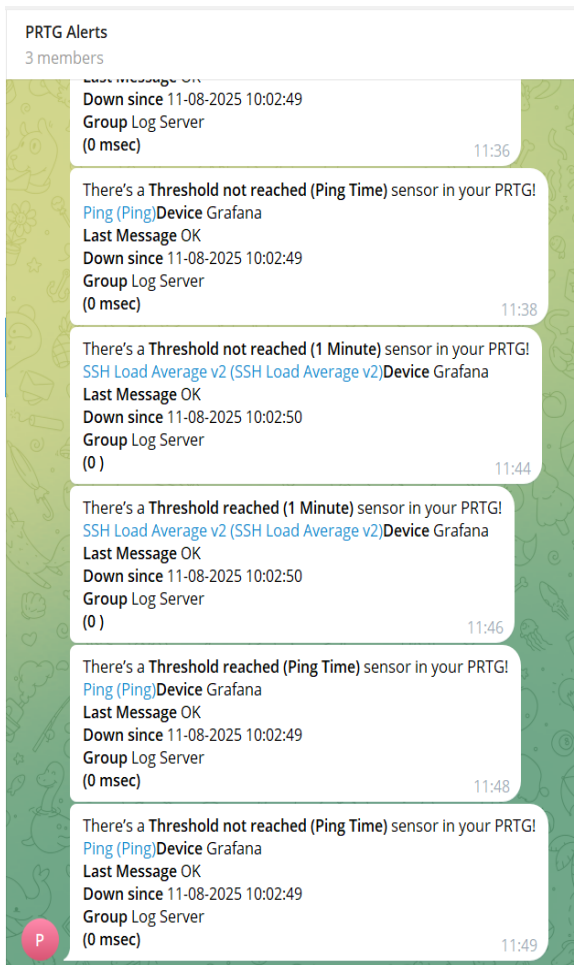 PRTG Alerts
3 members
Last Message OK
Down since 11-08-2025 10:02:49
Group Log Server
(0 msec)
11:36
There's a Threshold not reached (Ping Time) sensor in your PRTG!
Ping (Ping)Device Grafana
Last Message OK
Down since 11-08-2025 10:02:49
Group Log Server
(0 msec)
11:38
There's a Threshold not reached (1 Minute) sensor in your PRTG!
SSH Load Average v2 (SSH Load Average v2)Device Grafana
Last Message OK
Down since 11-08-2025 10:02:50
Group Log Server
(0 )
11:44
There's a Threshold reached (1 Minute) sensor in your PRTG!
SSH Load Average v2 (SSH Load Average v2)Device Grafana
Last Message OK
Down since 11-08-2025 10:02:50
Group Log Server
(0 )
11:46
There's a Threshold reached (Ping Time) sensor in your PRTG!
Ping (Ping)Device Grafana
Last Message OK
Down since 11-08-2025 10:02:49
Group Log Server
(0 msec)
11:48
There's a Threshold not reached (Ping Time) sensor in your PRTG!
Ping (Ping)Device Grafana
Last Message OK
Down since 11-08-2025 10:02:49
Group Log Server
(0 msec)
P
11:49